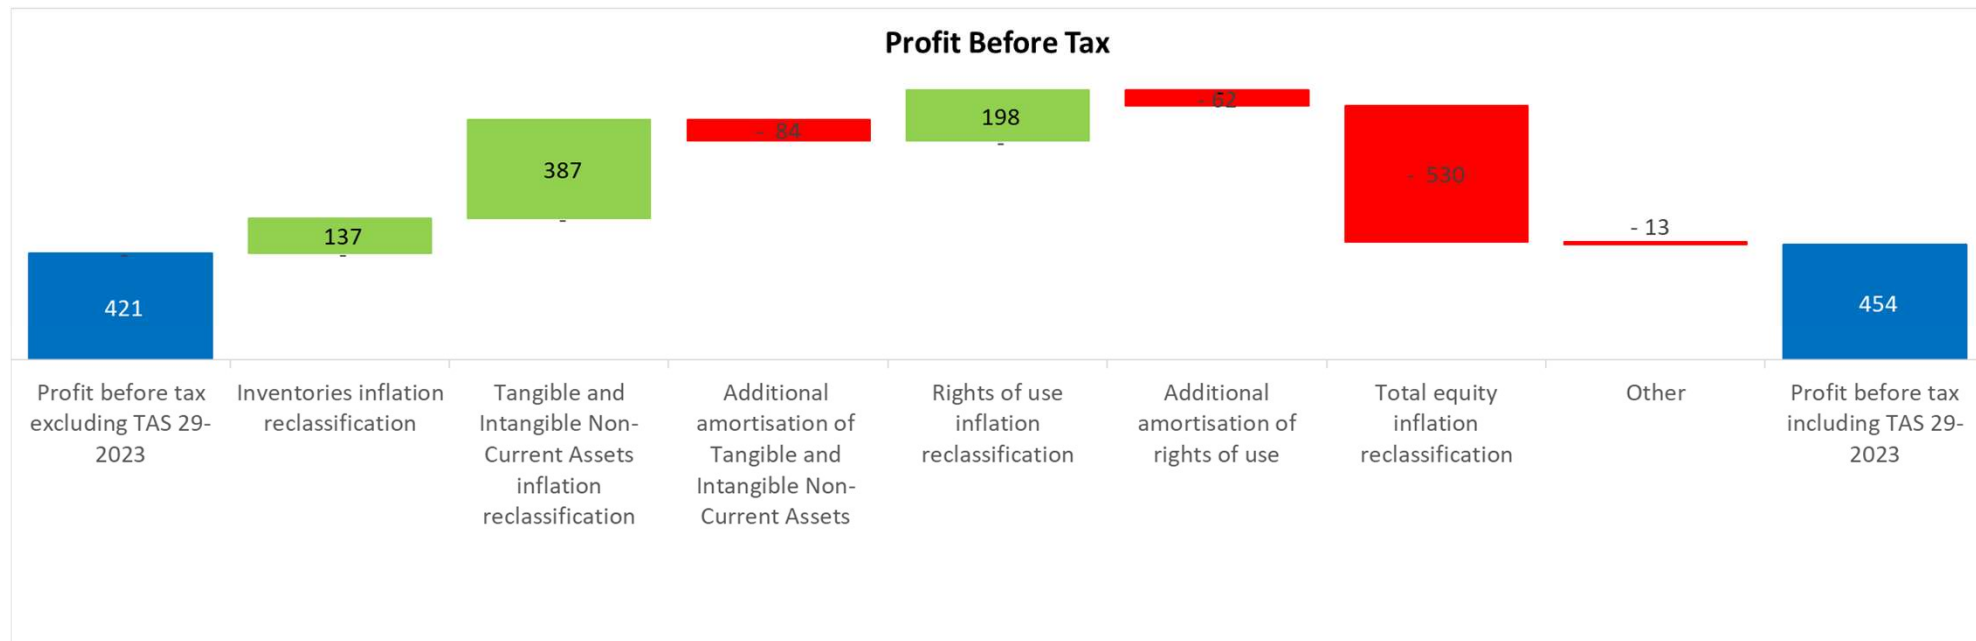 Profit Before Tax
421
-
137
-
387
-
- 84
198
-
- 62
- 530
- 13
454
Profit before tax
excluding TAS 29-
2023
Inventories inflation
reclassification
Tangible and
Intangible Non-
Current Assets
inflation
reclassification
Additional
amortisation of
Tangible and
Intangible Non-
Current Assets
Rights of use
inflation
reclassification
Additional
amortisation of
rights of use
Total equity
inflation
reclassification
Other
Profit before tax
including TAS 29-
2023